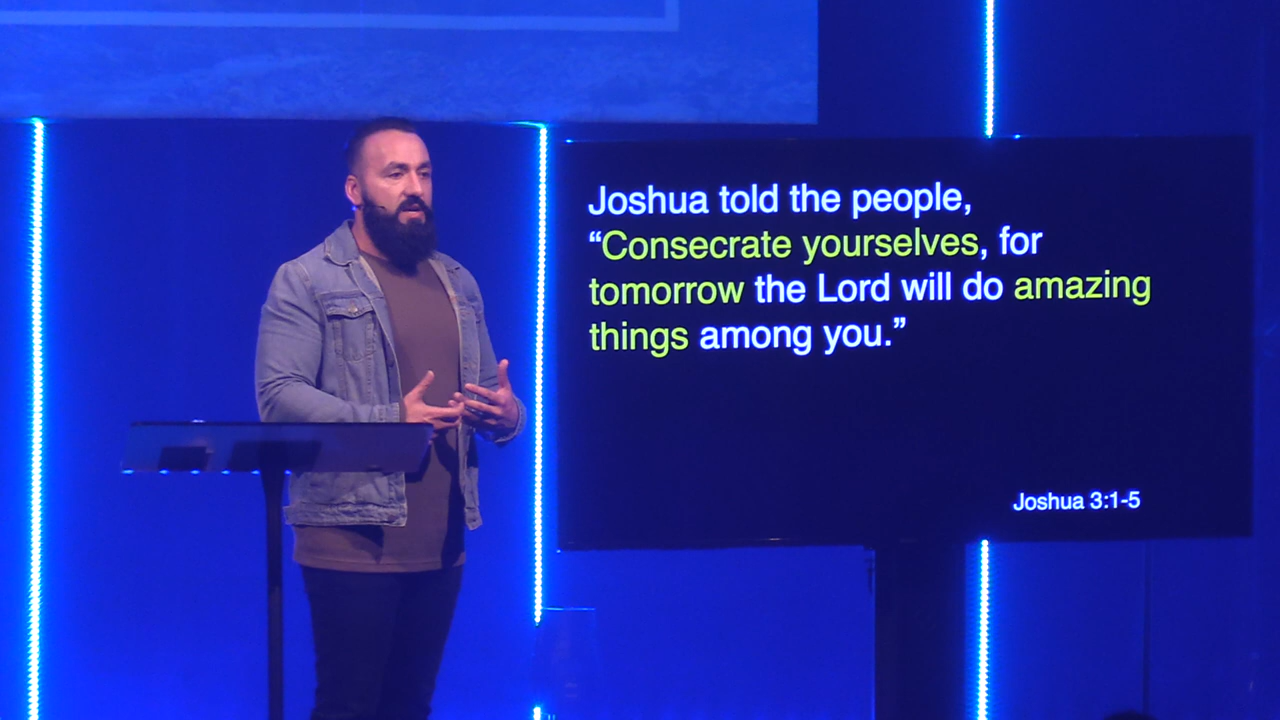 Joshua told the people,
“Consecrate yourselves, for
tomorrow the Lord will do amazing
things among you.”
Joshua 3:1-5